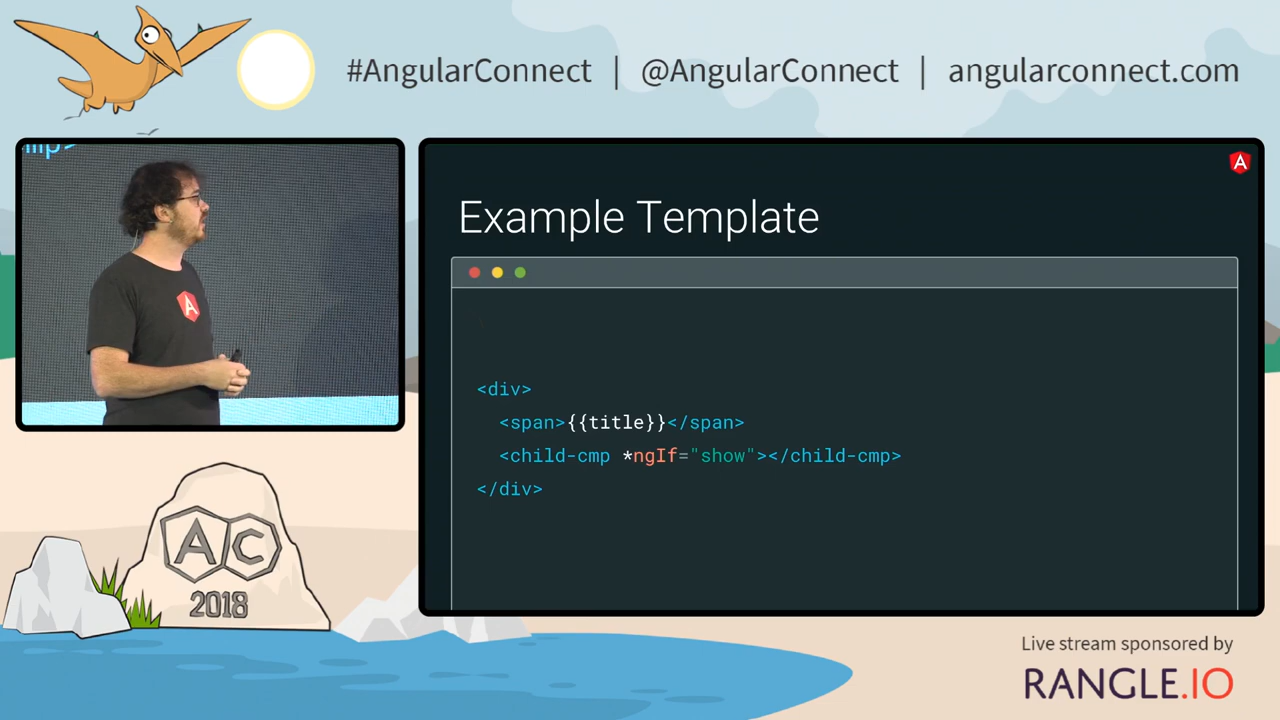 #AngularConnect | @AngularConnect | angularconnect.com
A
Example Template
<div>
<span>{{title}}</span>
<child-cmp *ngIf="show"></child-cmp>
</div>
A
AC
2018
Live stream sponsored by
RANGLE.IO